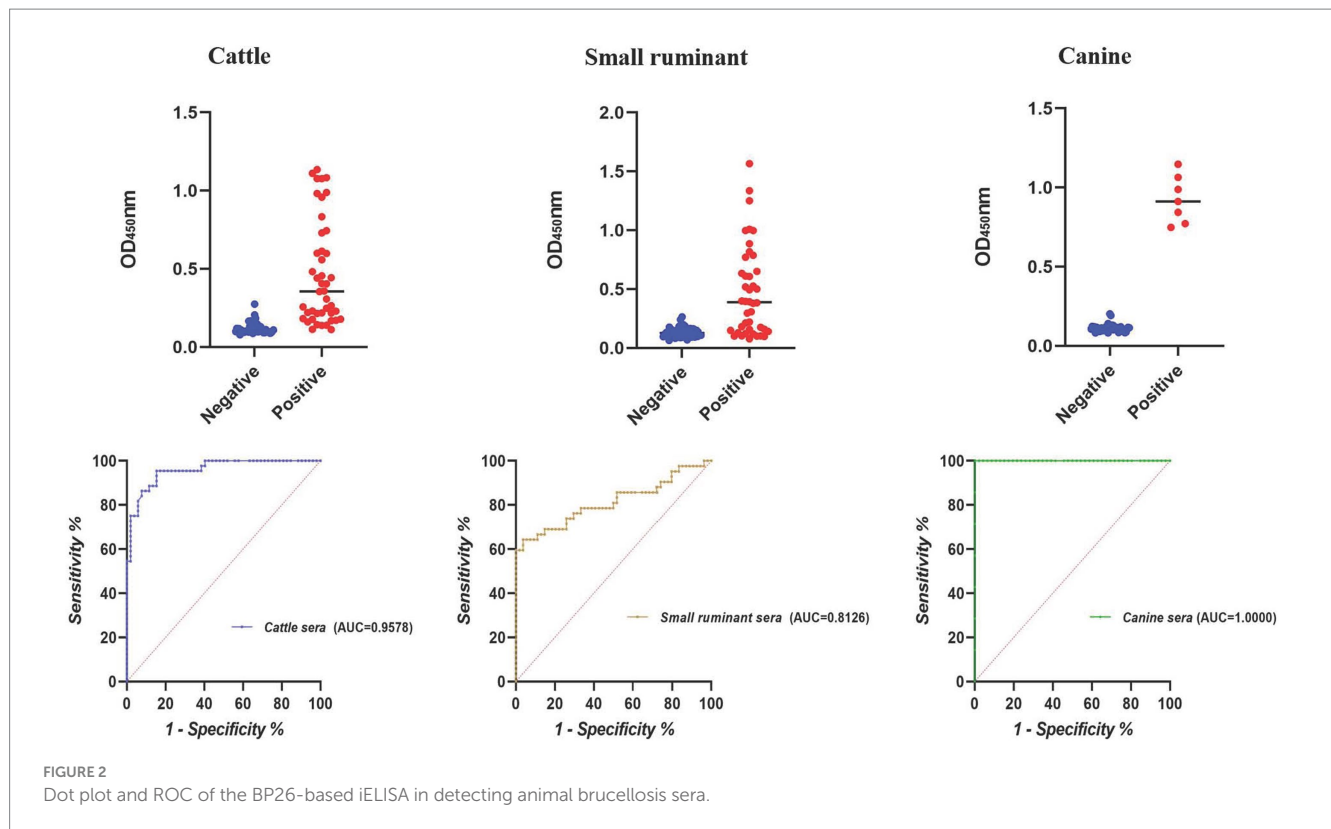 Cattle
Small ruminant
Canine
1.5
1.0
0.5
0.0
OD450nm
Negative
Positive
2.0
1.5
1.0
0.5
0.0
OD450nm
Negative
Positive
1.5
1.0
0.5
0.0
OD450nm
Negative
Positive
100
80
60
40
20
0
Sensitivity %
Cattle sera (AUC=0.9578)
0 20 40 60 80 100
1 - Specificity %
100
80
60
40
20
0
Sensitivity %
Small ruminant sera (AUC=0.8126)
0 20 40 60 80 100
1 - Specificity %
100
80
60
40
20
0
Sensitivity %
Canine sera (AUC=1.0000)
0 20 40 60 80 100
1 - Specificity %
FIGURE 2
Dot plot and ROC of the BP26-based iELISA in detecting animal brucellosis sera.